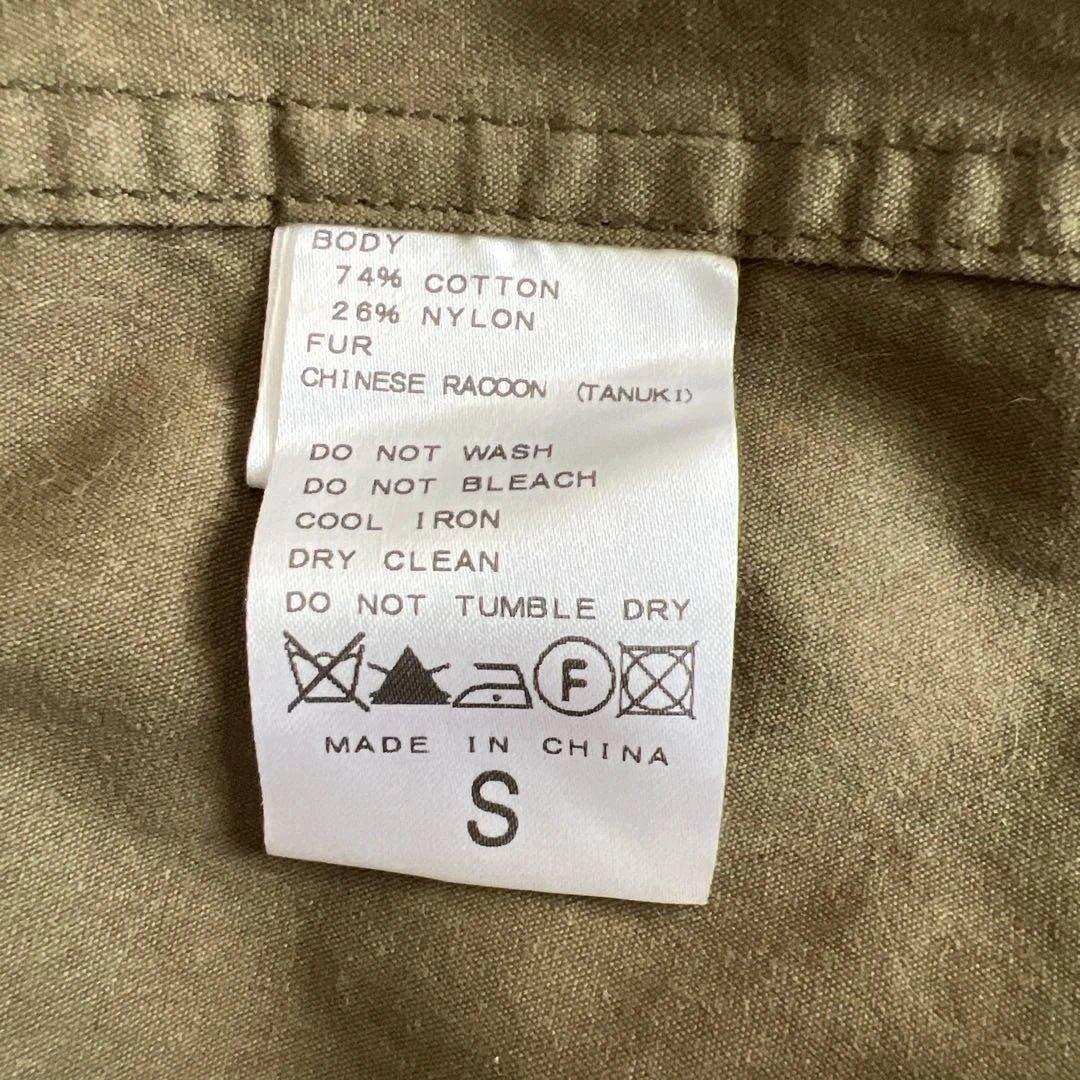 BODY
74% COTTON
26% NYLON
FUR
CHINESE RACOON (TANUKI)
DO NOT WASH
DO NOT BLEACH
COOL IRON
DRY CLEAN
DO NOT TUMBLE DRY
F
MADE IN CHINA
S